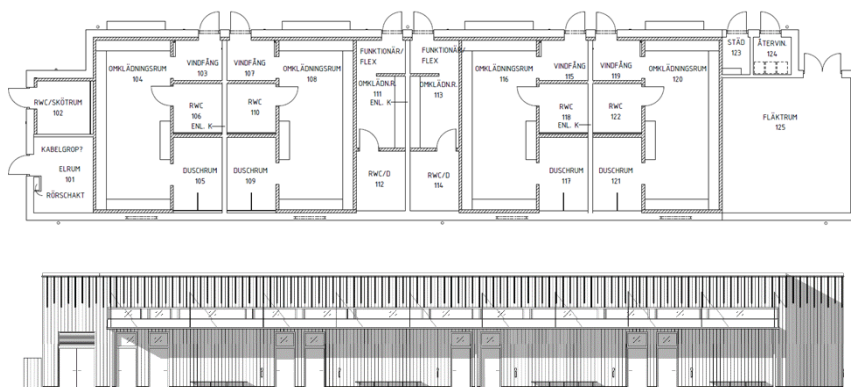 OMKLÄDNINGSRUM
104
VINDFÅNG
103
VINDFÅNG
107
OMKLÄDNINGSRUM
108
FUNKTIONÄR/
FLEX
FUNKTIONÄR/
FLEX
OMKLÄDNINGSRUM
116
VINDFÅNG
115
VINDFÅNG
119
OMKLÄDNINGSRUM
120
STÄD
123
ÅTERVIN.
124
RWC/SKÖTRUM
102
RWC
106
ENL. K
RWC
110
OMKLÄDN.R.
111
ENL. K
OMKLÄDN.R.
113
RWC
118
ENL. K
RWC
122
FLÄKTRUM
125
KABELGROP?
ELRUM
101
RÖRSCHAKT
DUSCHRUM
105
DUSCHRUM
109
RWC/D
112
RWC/D
114
DUSCHRUM
117
DUSCHRUM
121